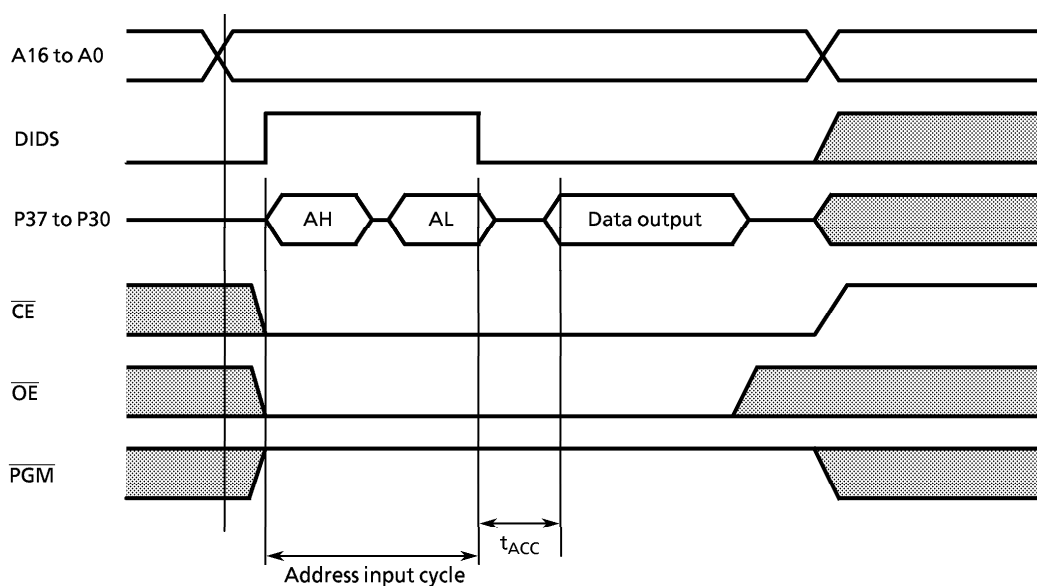 A16 to A0
DIDS
P37 to P30
AH
AL
Data output
CE
OE
PGM
tACC
Address input cycle